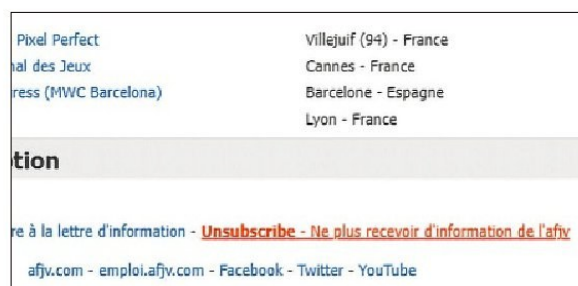 Pixel Perfect Villejuif (94) - France
nal des Jeux Cannes - France
ress (MWC Barcelona) Barcelone - Espagne
Lyon - France
tion
re à la lettre d'information - Unsubscribe - Ne plus recevoir d'information de l'afjv
afjv.com - emploi.afjv.com - Facebook - Twitter - YouTube